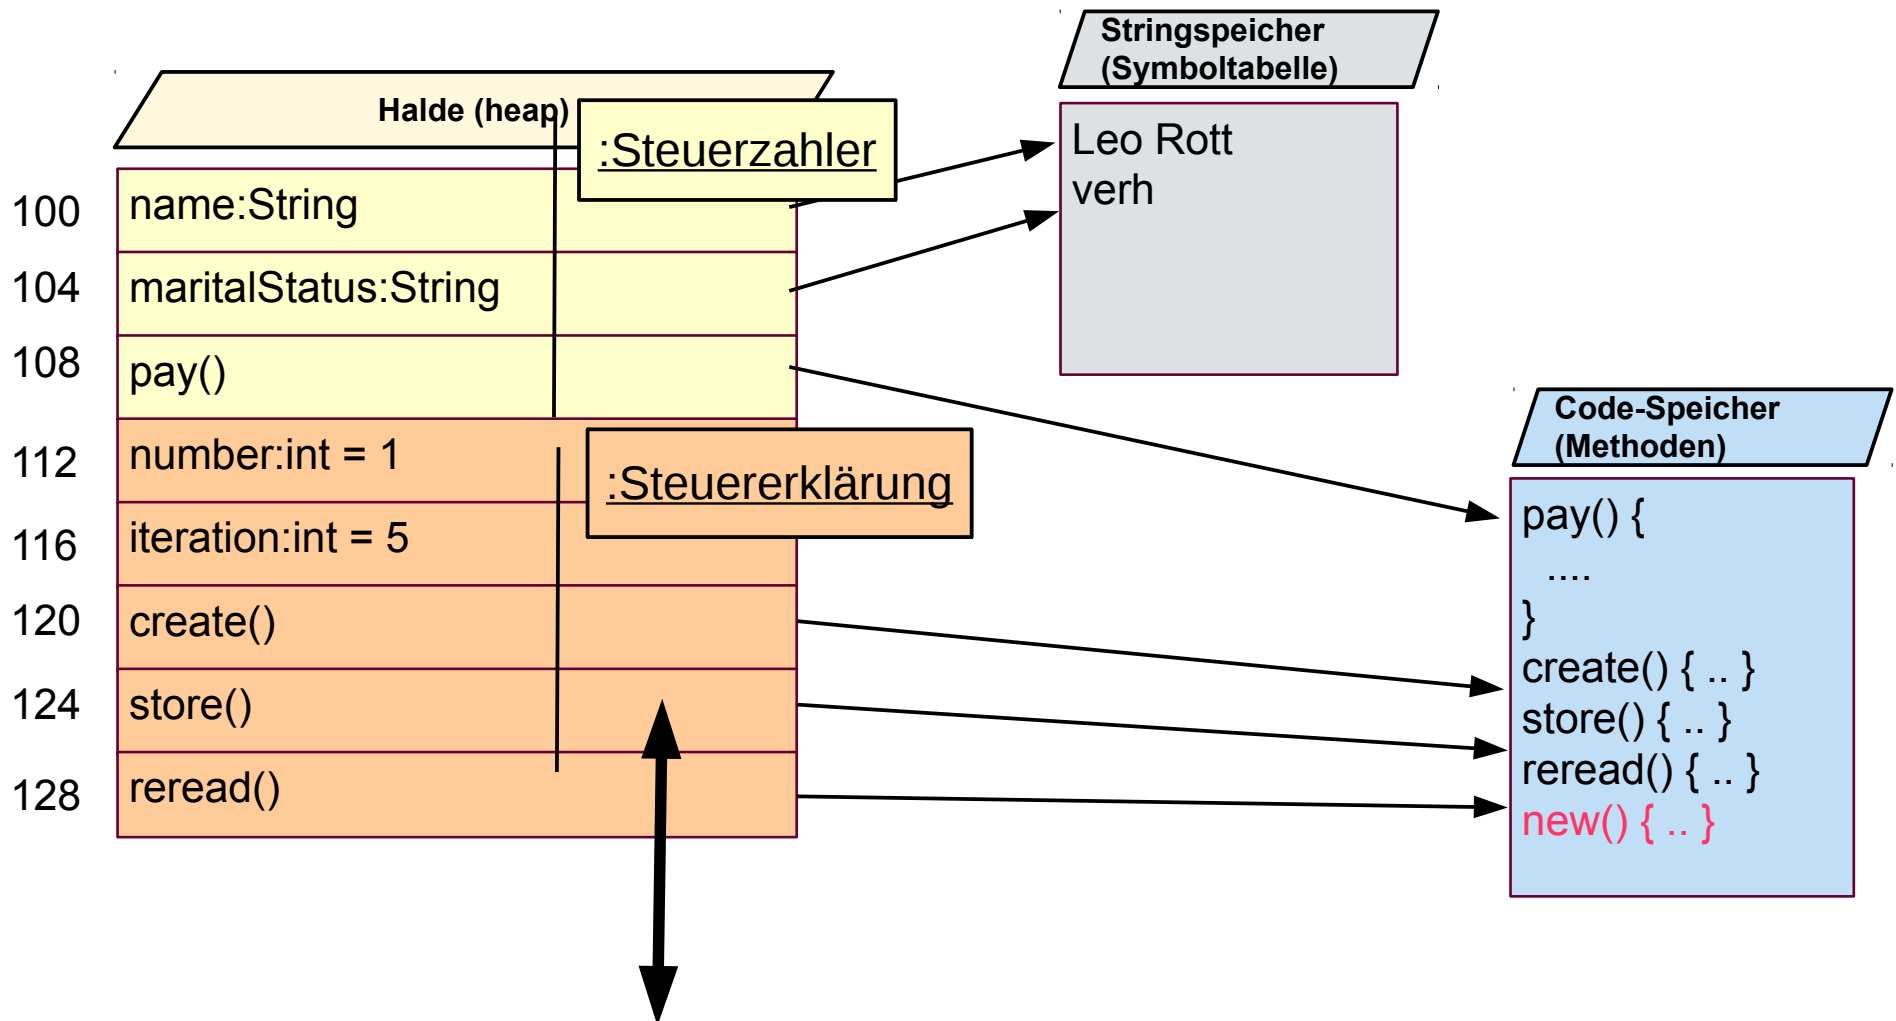 Stringspeicher
(Symboltabelle)
Halde (heap)
:Steuerzahler
Leo Rott
verh
100 name:String
104 maritalStatus:String
108 pay()
Code-Speicher
(Methoden)
112 number:int = 1
:Steuererklärung
116 iteration:int = 5
120 create()
124 store()
128 reread()
pay() {
....
}
create() { .. }
store() { .. }
reread() { .. }
new() { .. }